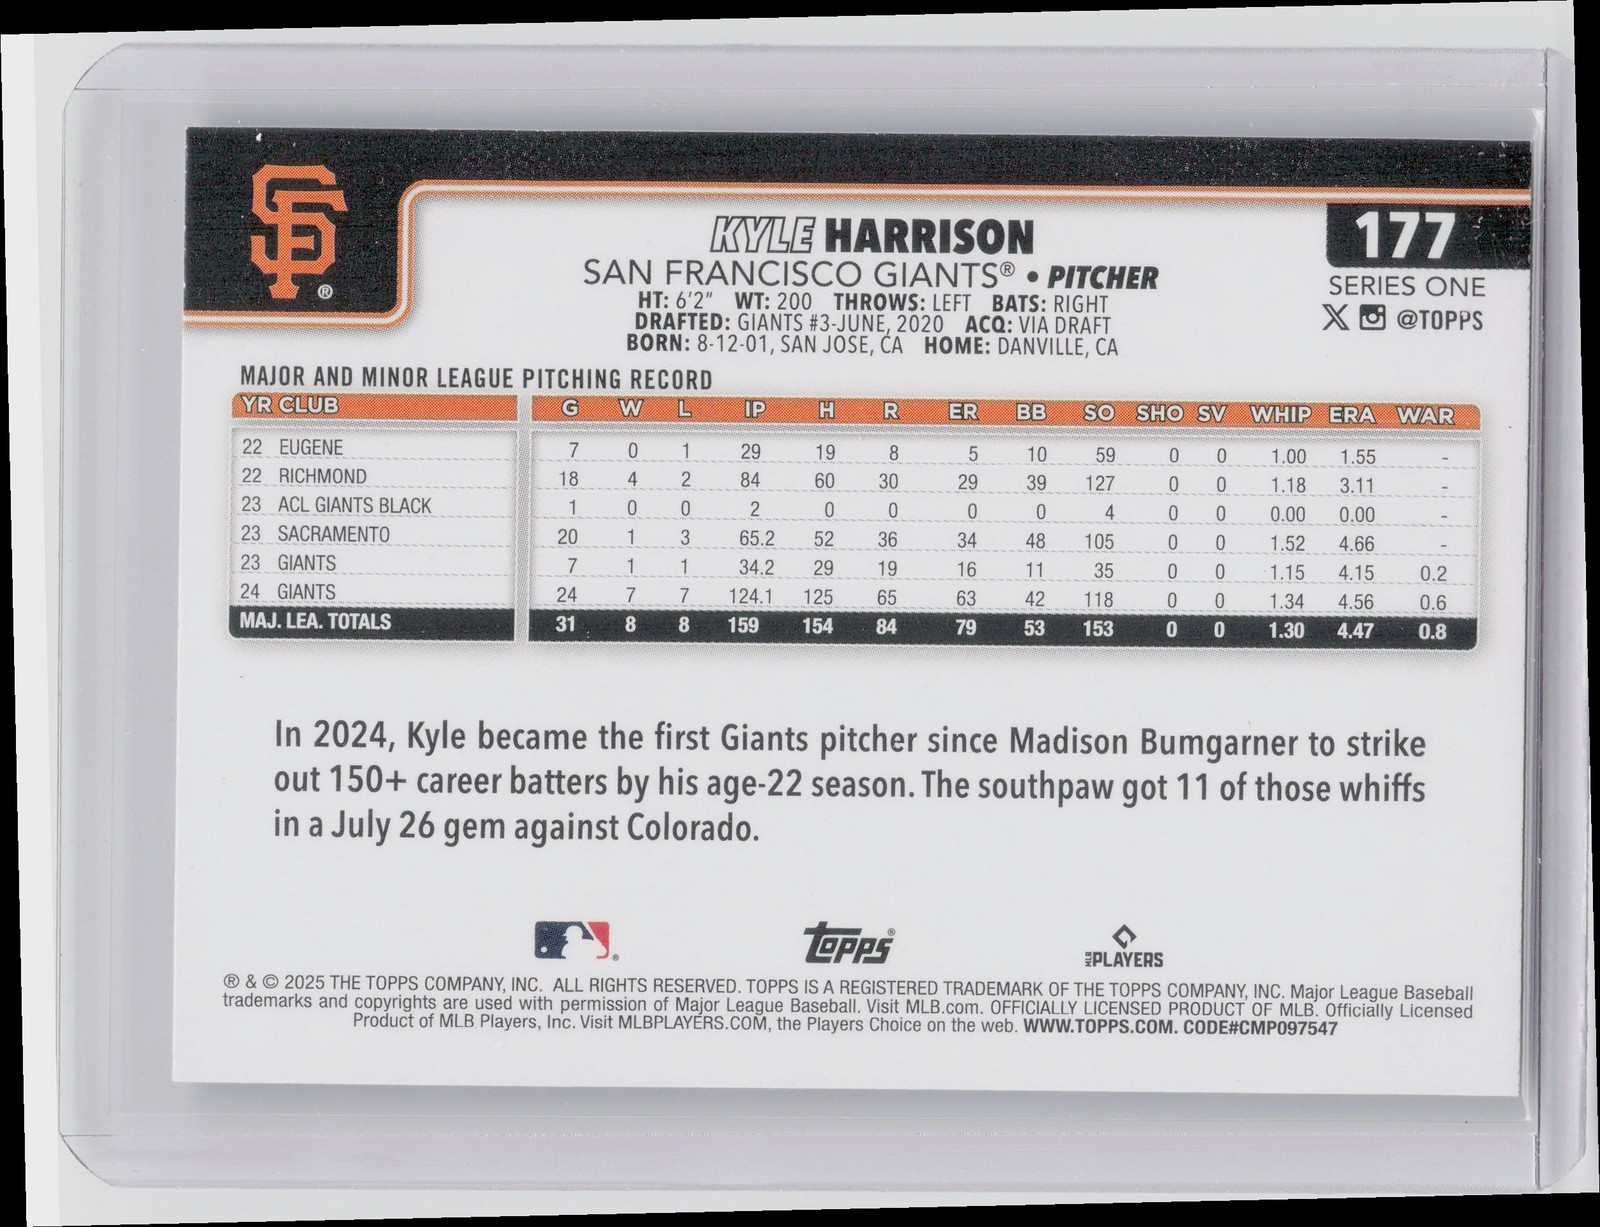 SF®
KYLE HARRISON
177
SAN FRANCISCO GIANTS® • PITCHER
SERIES ONE
HT: 6'2" WT: 200 THROWS: LEFT BATS: RIGHT
@TOPPS
DRAFTED: GIANTS #3-JUNE, 2020 ACQ: VIA DRAFT
BORN: 8-12-01, SAN JOSE, CA HOME: DANVILLE, CA
MAJOR AND MINOR LEAGUE PITCHING RECORD
YR CLUB G W L IP H R ER BB SO SHO SV WHIP ERA WAR
22 EUGENE 7 0 1 29 19 8 5 10 59 0 0 1.00 1.55 -
22 RICHMOND 18 4 2 84 60 30 29 39 127 0 0 1.18 3.11 -
23 ACL GIANTS BLACK 1 0 0 2 0 0 0 0 4 0 0 0.00 0.00 -
23 SACRAMENTO 20 1 3 65.2 52 36 34 48 105 0 0 1.52 4.66 -
23 GIANTS 7 1 1 34.2 29 19 16 11 35 0 0 1.15 4.15 0.2
24 GIANTS 24 7 7 124.1 125 65 63 42 118 0 0 1.34 4.56 0.6
MAJ. LEA. TOTALS 31 8 8 159 154 84 79 53 153 0 0 1.30 4.47 0.8
In 2024, Kyle became the first Giants pitcher since Madison Bumgarner to strike
out 150+ career batters by his age-22 season. The southpaw got 11 of those whiffs
in a July 26 gem against Colorado.
® Topps® MLB PLAYERS
® & © 2025 THE TOPPS COMPANY, INC. ALL RIGHTS RESERVED. TOPPS IS A REGISTERED TRADEMARK OF THE TOPPS COMPANY, INC. Major League Baseball
trademarks and copyrights are used with permission of Major League Baseball. Visit MLB.com. OFFICIALLY LICENSED PRODUCT OF MLB. Officially Licensed
Product of MLB Players, Inc. Visit MLBPLAYERS.COM, the Players Choice on the web. WWW.TOPPS.COM. CODE#CMP097547